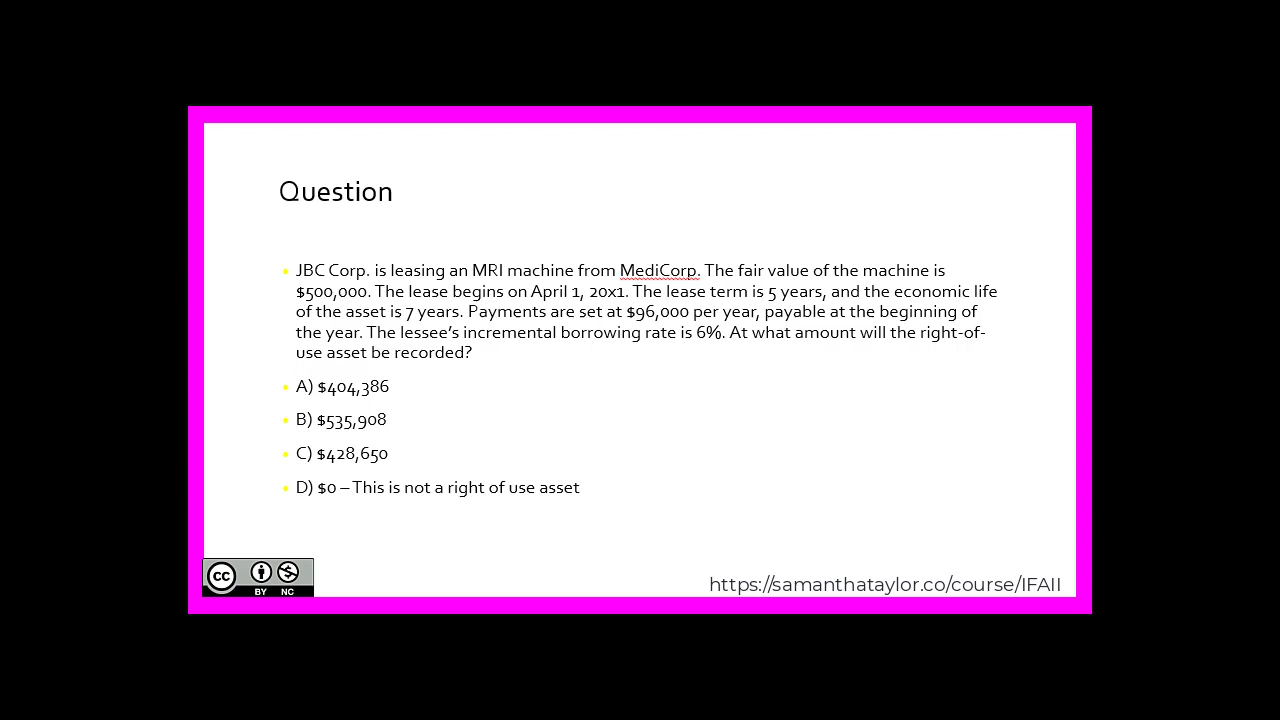 Question
JBC Corp. is leasing an MRI machine from MediCorp. The fair value of the machine is
$500,000. The lease begins on April 1, 20x1. The lease term is 5 years, and the economic life
of the asset is 7 years. Payments are set at $96,000 per year, payable at the beginning of
the year. The lessee's incremental borrowing rate is 6%. At what amount will the right-of-
use asset be recorded?
A) $404,386
B) $535,908
C) $428,650
D) $0 – This is not a right of use asset
CC BY NC
https://samanthataylor.co/course/IFAII